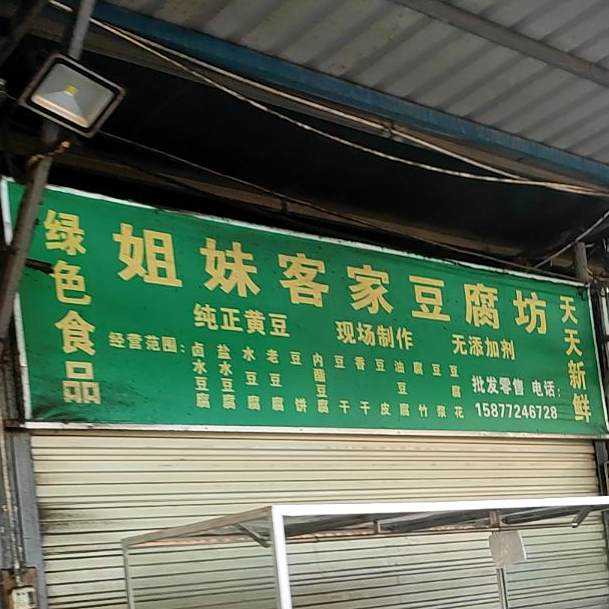 绿色食品
姐妹客家豆腐坊
天天新鲜
纯正黄豆 现场制作 无添加剂
经营范围：
卤水豆腐
盐水豆腐
水豆腐
老豆腐
豆饼
内酯豆腐
豆干
香干
豆皮
油豆腐
腐竹
豆浆
豆腐花
批发零售 电话：
15877246728